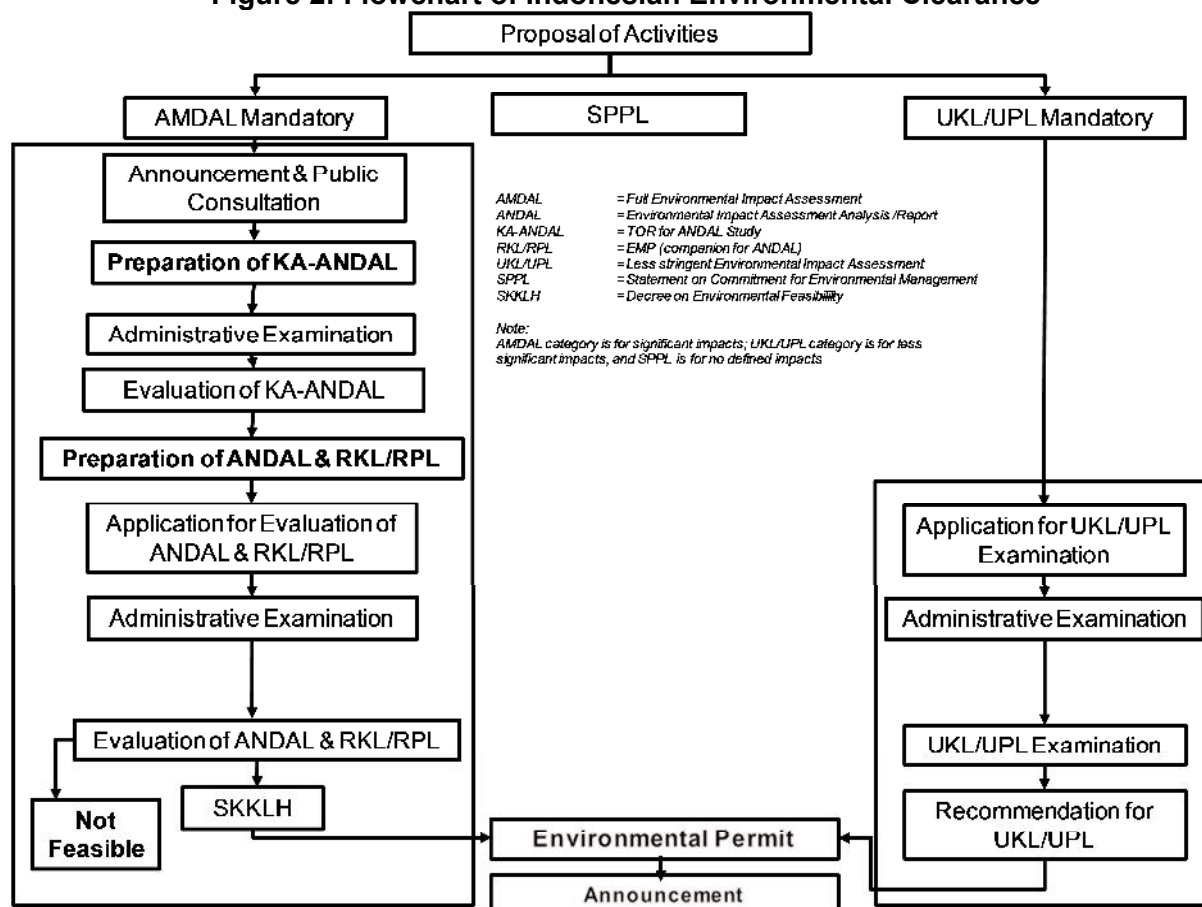 Figure 2. Flowchart of Indonesian Environmental Clearance
Proposal of Activities
AMDAL Mandatory
SPPL
UKL/UPL Mandatory
Announcement & Public
Consultation
Preparation of KA-ANDAL
Administrative Examination
Evaluation of KA-ANDAL
Preparation of ANDAL & RKL/RPL
Application for Evaluation of
ANDAL & RKL/RPL
Administrative Examination
Evaluation of ANDAL & RKL/RPL
Not
Feasible
SKKLH
AMDAL = Full Environmental Impact Assessment
ANDAL = Environmental Impact Assessment Analysis /Report
KA-ANDAL = TOR for ANDAL Study
RKL/RPL = EMP (companion for ANDAL)
UKL/UPL = Less stringent Environmental Impact Assessment
SPPL = Statement on Commitment for Environmental Management
SKKLH = Decree on Environmental Feasibility
Note:
AMDAL category is for significant impacts; UKL/UPL category is for less
significant impacts, and SPPL is for no defined impacts
Application for UKL/UPL
Examination
Administrative Examination
UKL/UPL Examination
Recommendation for
UKL/UPL
Environmental Permit
Announcement